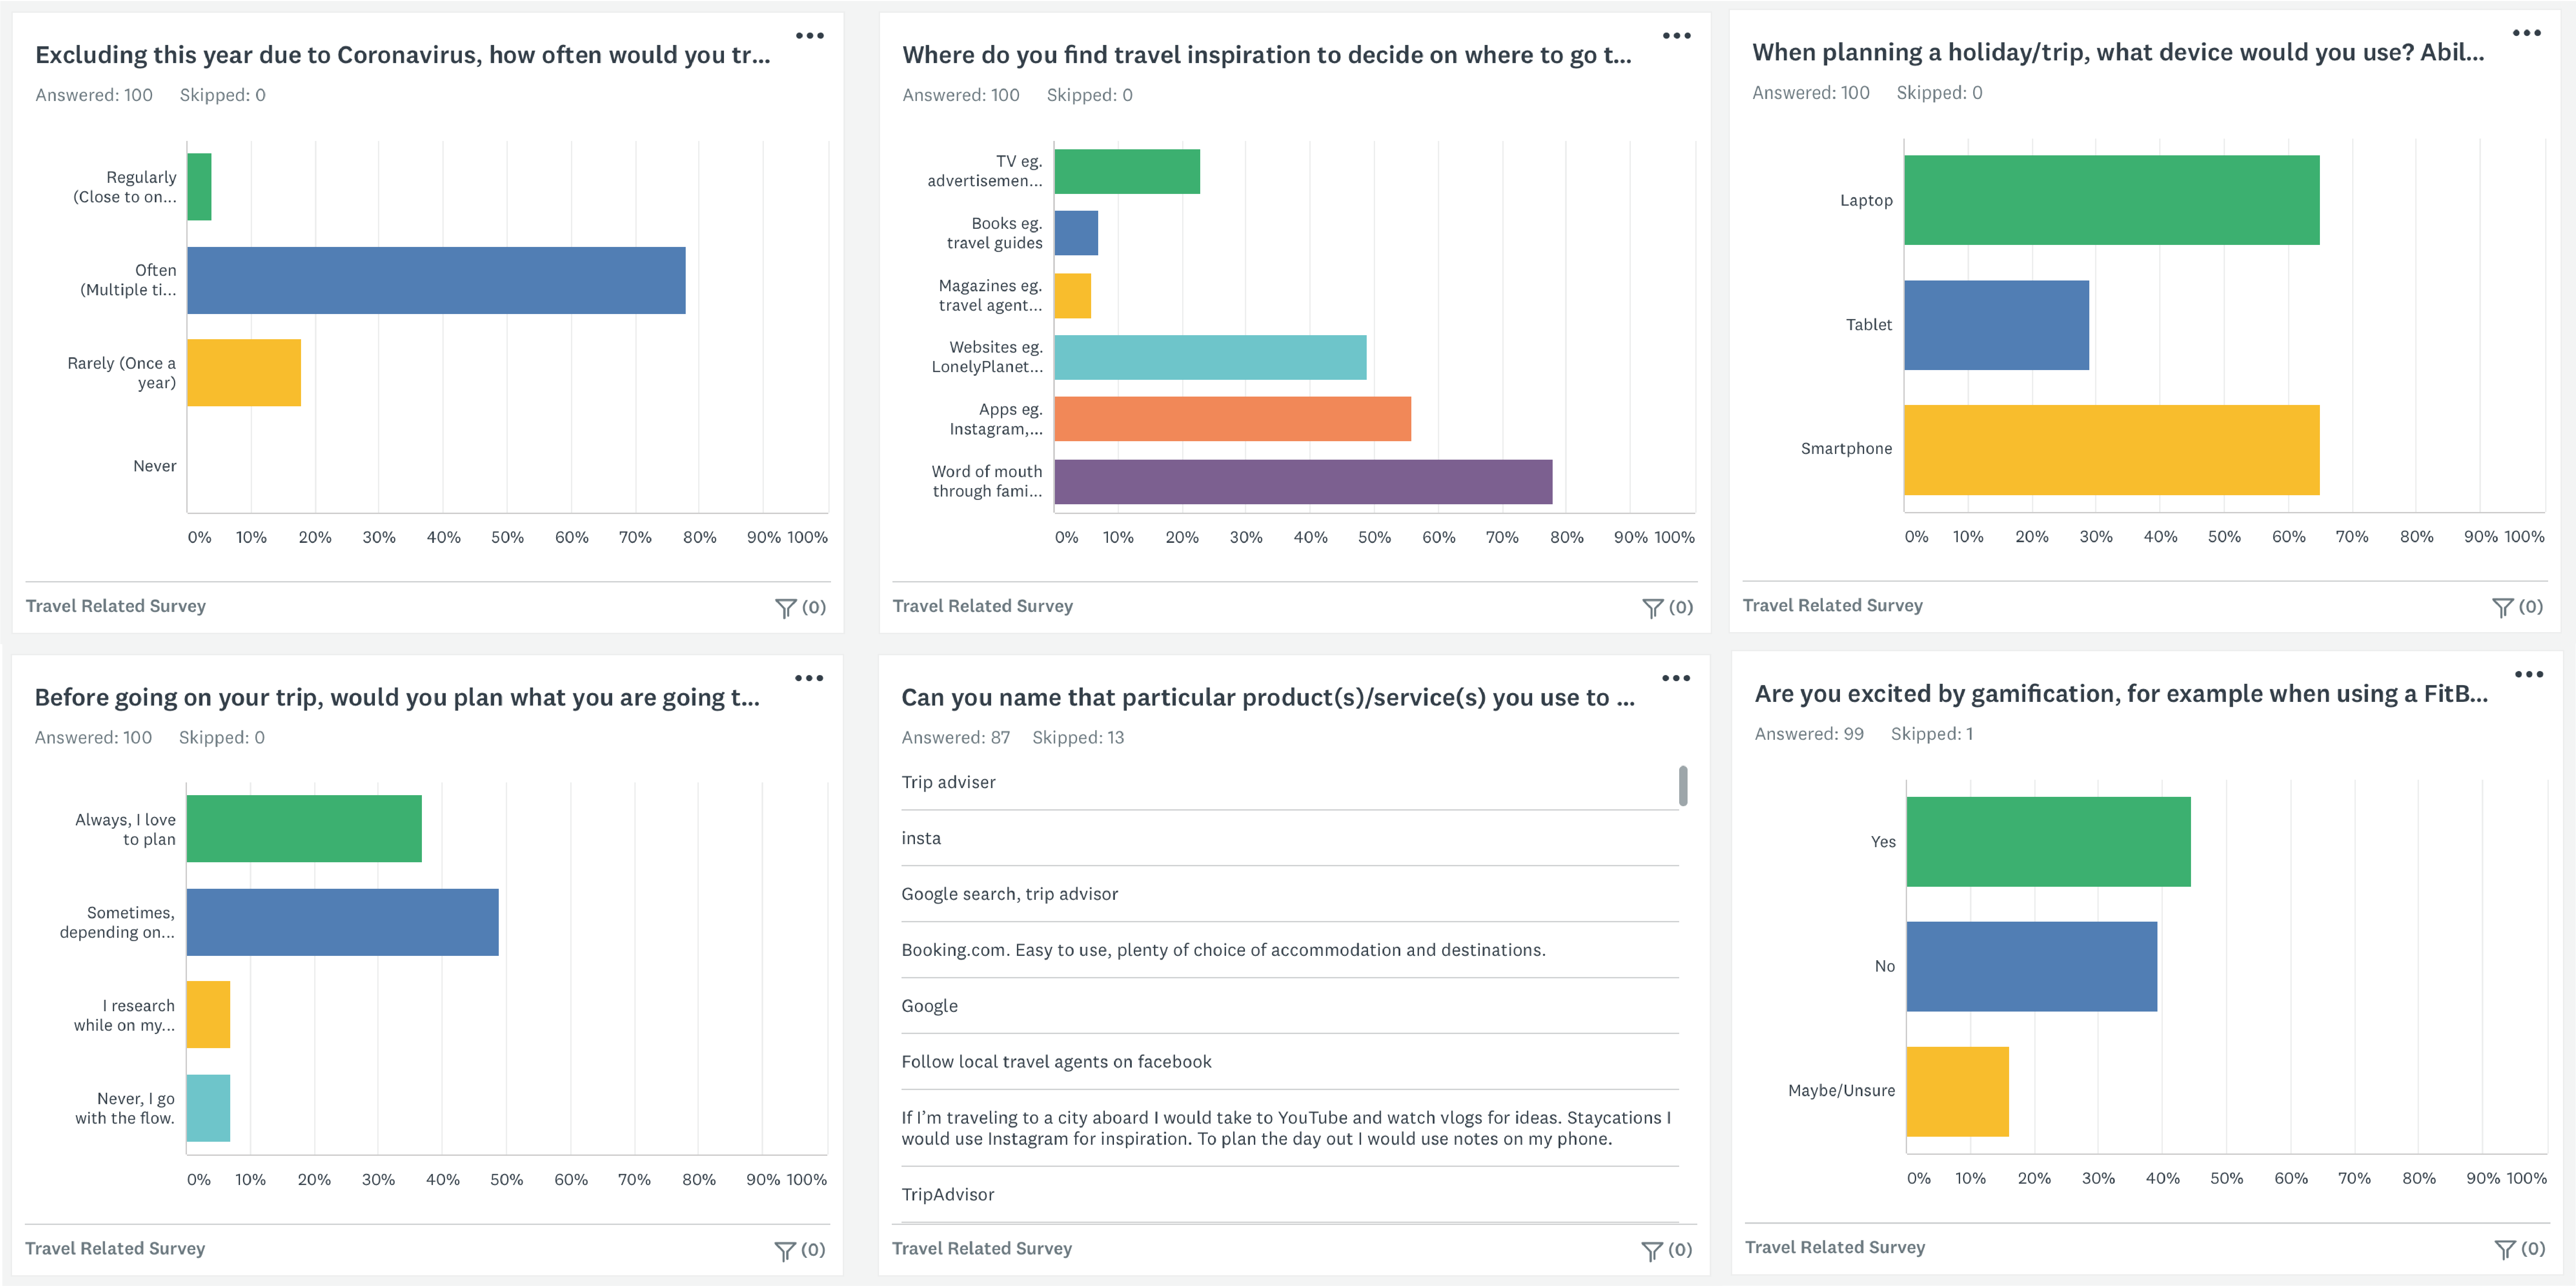 Excluding this year due to Coronavirus, how often would you tr...
Answered: 100 Skipped: 0
Regularly
(Close to on...
Often
(Multiple ti...
Rarely (Once a
year)
Never
0% 10% 20% 30% 40% 50% 60% 70% 80% 90% 100%
Travel Related Survey
(0)
Where do you find travel inspiration to decide on where to go t...
Answered: 100 Skipped: 0
TV eg.
advertisemen...
Books eg.
travel guides
Magazines eg.
travel agent...
Websites eg.
LonelyPlanet...
Apps eg.
Instagram,...
Word of mouth
through fami...
0% 10% 20% 30% 40% 50% 60% 70% 80% 90% 100%
Travel Related Survey
(0)
When planning a holiday/trip, what device would you use? Abil...
Answered: 100 Skipped: 0
Laptop
Tablet
Smartphone
0% 10% 20% 30% 40% 50% 60% 70% 80% 90% 100%
Travel Related Survey
(0)
Before going on your trip, would you plan what you are going t...
Answered: 100 Skipped: 0
Always, I love
to plan
Sometimes,
depending on...
I research
while on my...
Never, I go
with the flow.
0% 10% 20% 30% 40% 50% 60% 70% 80% 90% 100%
Travel Related Survey
(0)
Can you name that particular product(s)/service(s) you use to ...
Answered: 87 Skipped: 13
Trip adviser
insta
Google search, trip advisor
Booking.com. Easy to use, plenty of choice of accommodation and destinations.
Google
Follow local travel agents on facebook
If I'm traveling to a city aboard I would take to YouTube and watch vlogs for ideas. Staycations I
would use Instagram for inspiration. To plan the day out I would use notes on my phone.
TripAdvisor
Travel Related Survey
(0)
Are you excited by gamification, for example when using a FitB...
Answered: 99 Skipped: 1
Yes
No
Maybe/Unsure
0% 10% 20% 30% 40% 50% 60% 70% 80% 90% 100%
Travel Related Survey
(0)